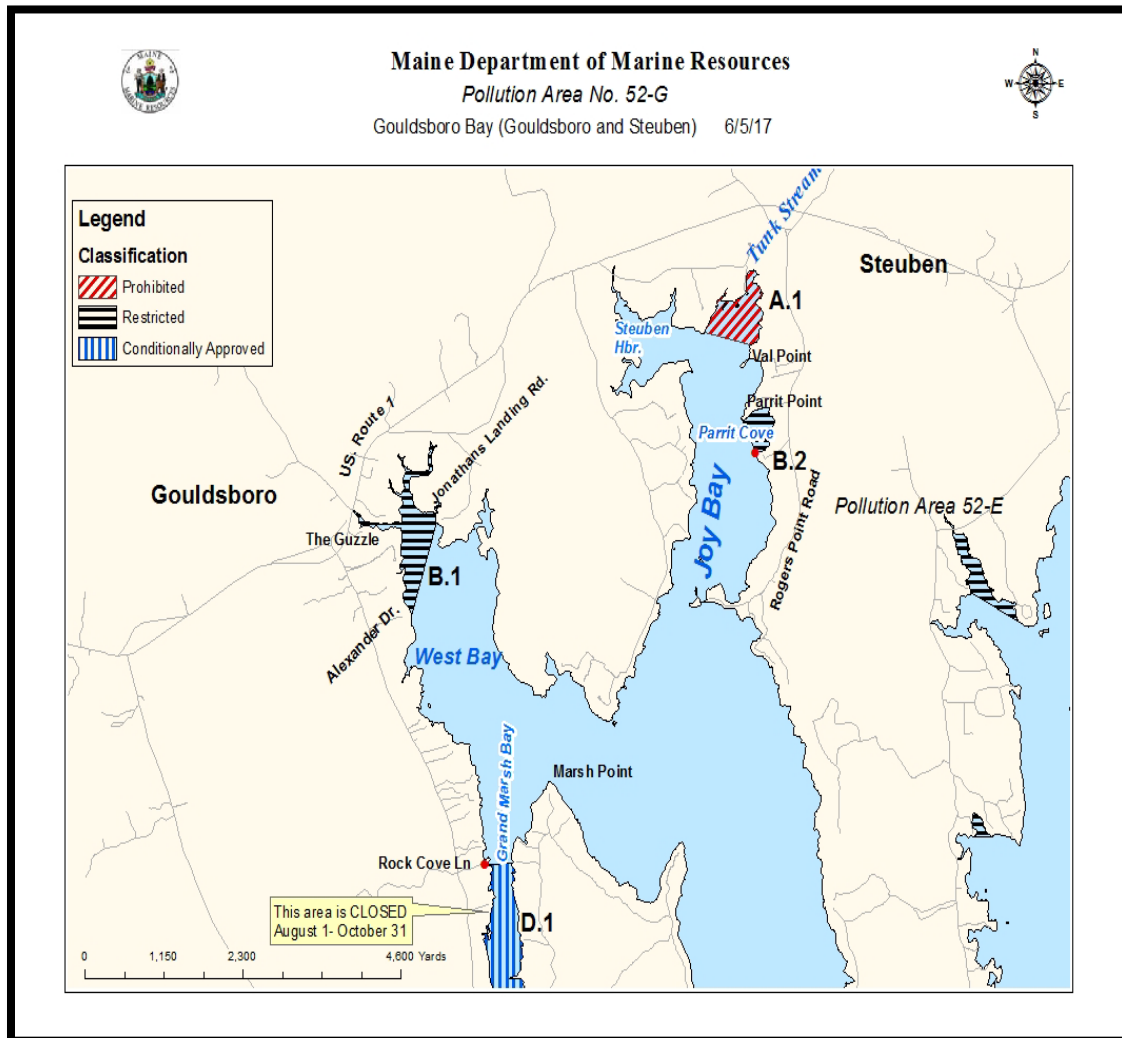 Maine Department of Marine Resources
Pollution Area No. 52-G
Gouldsboro Bay (Gouldsboro and Steuben) 6/5/17
MAINE
MARINE RESOURCES
N
W E
S
Legend
Classification
Prohibited
Restricted
Conditionally Approved
Tunk Stream
Steuben
A.1
Steuben
Hbr.
Val Point
Parrit Point
Parrit Cove
B.2
US. Route 1
Jonathans Landing Rd.
Gouldsboro
Joy Bay
Rogers Point Road
Pollution Area 52-E
The Guzzle
B.1
Alexander Dr.
West Bay
Grand Marsh Bay
Marsh Point
Rock Cove Ln
This area is CLOSED
August 1- October 31
D.1
0 1,150 2,300 4,600 Yards